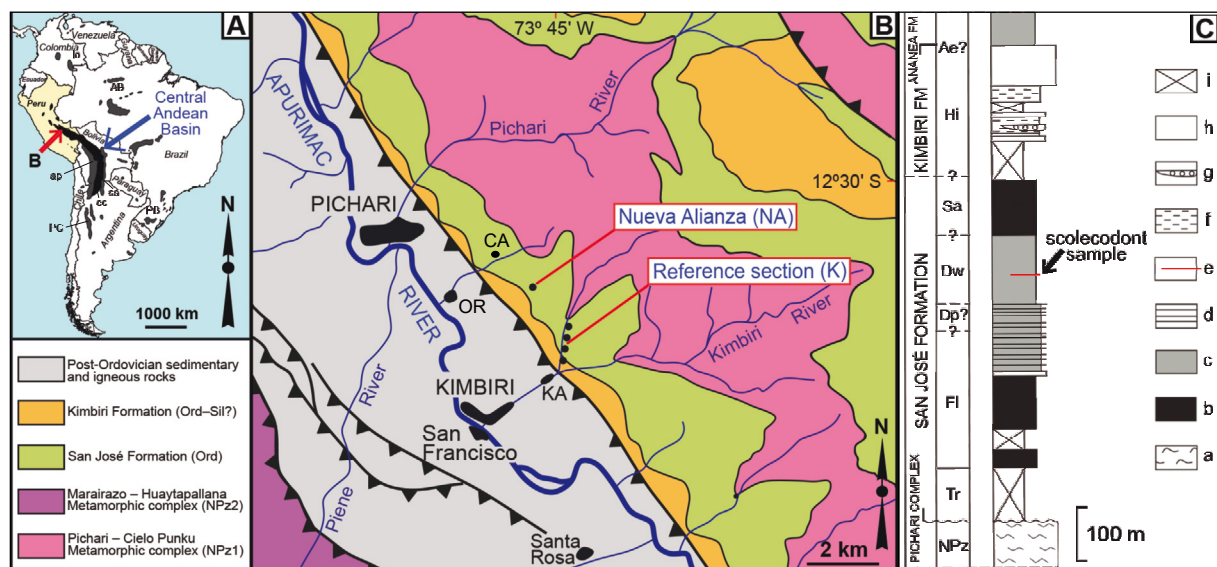 A
Venezuela
Colombia
Ecuador
Peru
AB
Central
Andean
Basin
Bolivia
B
Brazil
ap
Paraguay
Chile
sa
cc
PB
Argentina
Uruguay
N
1000 km
Post-Ordovician sedimentary
and igneous rocks
Kimbiri Formation (Ord–Sil?)
San José Formation (Ord)
Marairazo – Huaytapallana
Metamorphic complex (NPz2)
Pichari – Cielo Punku
Metamorphic complex (NPz1)
73º 45' W
B
APURIMAC
River
Pichari
12º30' S
PICHARI
Nueva Alianza (NA)
CA
Reference section (K)
OR
RIVER
River
Kimbiri
KIMBIRI
KA
River
San
Francisco
N
Piene
Santa
Rosa
2 km
C
ANANEA FM
KIMBIRI FM
SAN JOSÉ FORMATION
PICHARI COMPLEX
Ae?
Hi
?
Sa
?
Dw
Dp?
?
Fl
Tr
NPz
scolecodont
sample
i
h
g
f
e
d
c
b
a
100 m